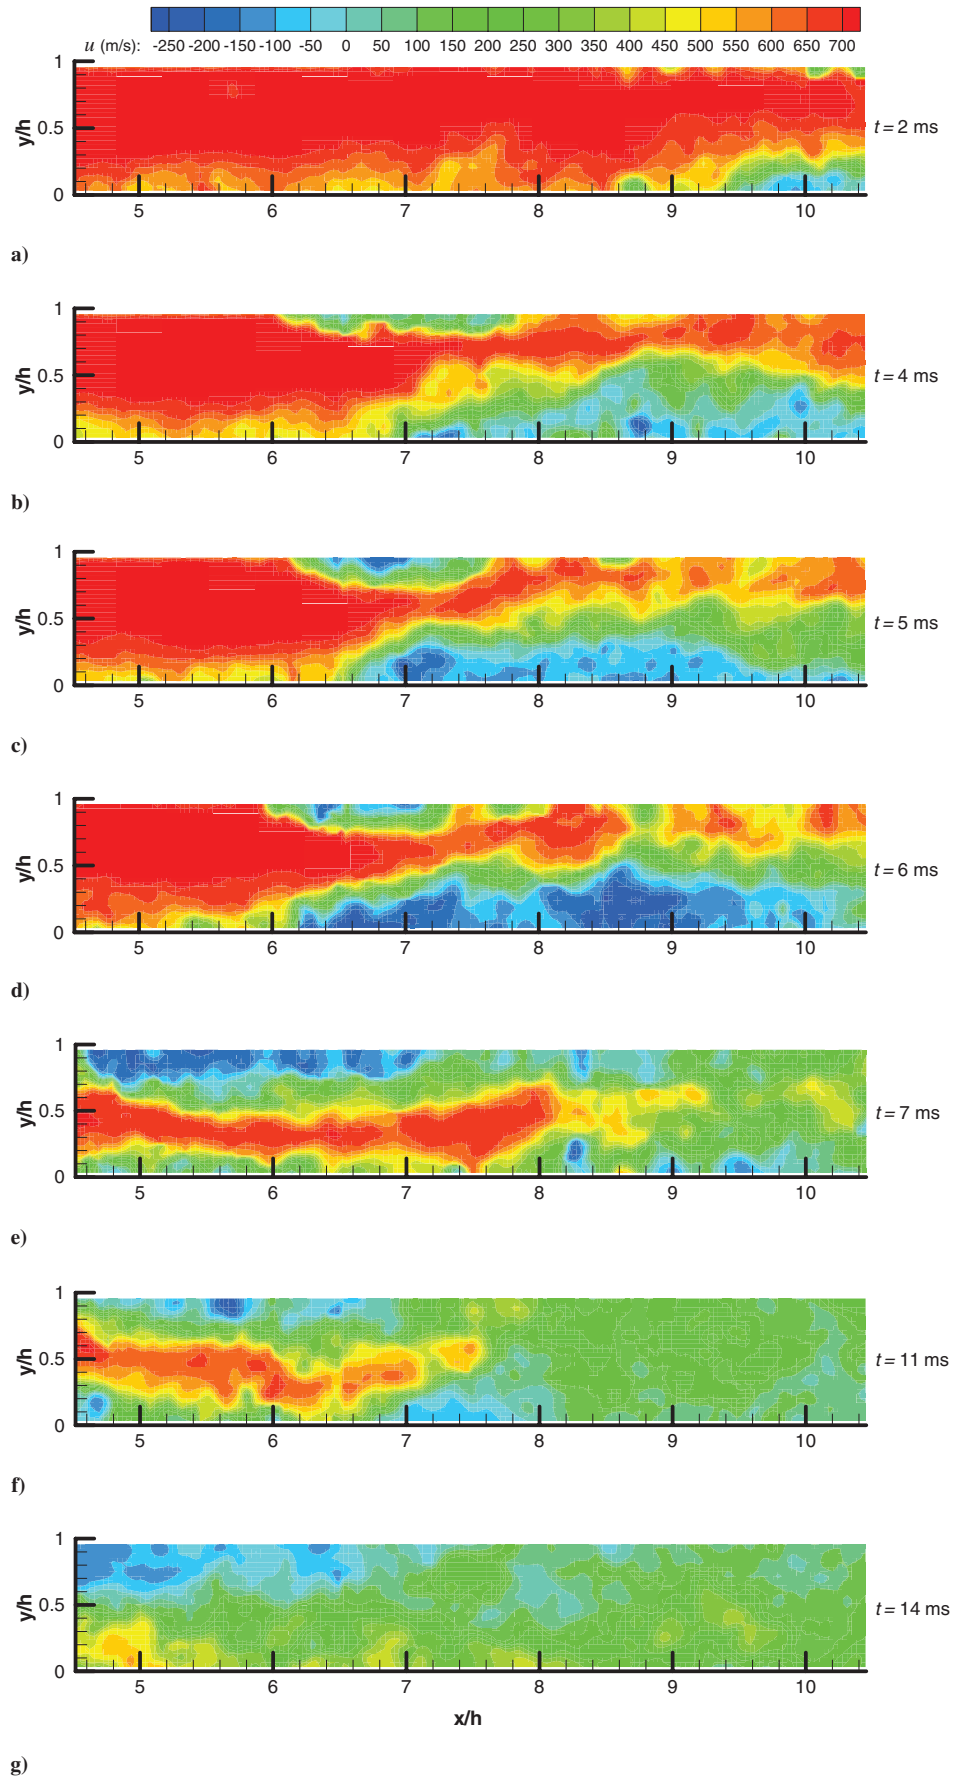 u (m/s): -250 -200 -150 -100 -50 0 50 100 150 200 250 300 350 400 450 500 550 600 650 700
1
y/h
0.5
0
5 6 7 8 9 10
t = 2 ms
a)
1
y/h
0.5
0
5 6 7 8 9 10
t = 4 ms
b)
1
y/h
0.5
0
5 6 7 8 9 10
t = 5 ms
c)
1
y/h
0.5
0
5 6 7 8 9 10
t = 6 ms
d)
1
y/h
0.5
0
5 6 7 8 9 10
t = 7 ms
e)
1
y/h
0.5
0
5 6 7 8 9 10
t = 11 ms
f)
1
y/h
0.5
0
5 6 7 8 9 10
t = 14 ms
x/h
g)